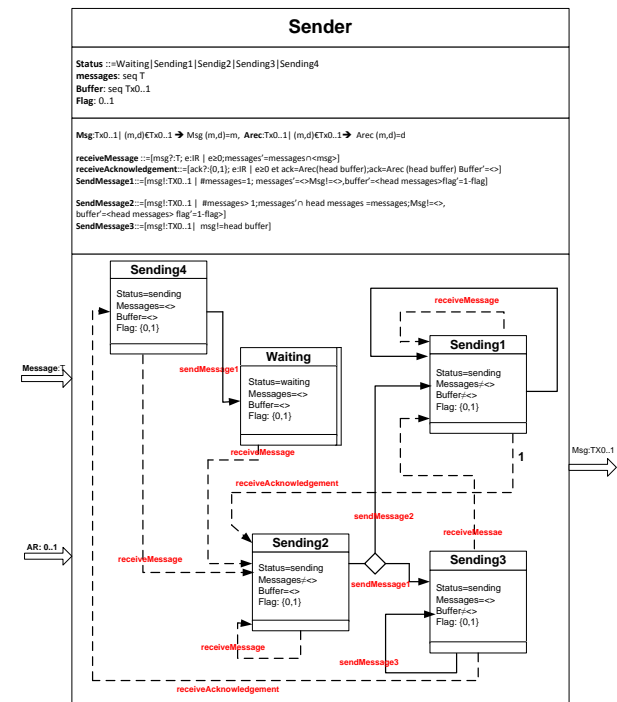 Sender
Status ::=Waiting|Sending1|Sendig2|Sending3|Sending4
messages: seq T
Buffer: seq Tx0..1
Flag: 0..1
Msg:Tx0..1| (m,d)€Tx0..1 ➔ Msg (m,d)=m, Arec:Tx0..1| (m,d)€Tx0..1➔ Arec (m,d)=d
receiveMessage ::=[msg?:T; e:IR | e≥0;messages'=messages∩<msg>]
receiveAcknowledgement::=[ack?:{0,1}; e:IR | e≥0 et ack=Arec(head buffer);ack=Arec (head buffer) Buffer'=<>]
SendMessage1::=[msg!:TX0..1 | #messages=1; messages'=<>Msg!=<>,buffer'=<head messages>flag'=1-flag]
SendMessage2::=[msg!:TX0..1 | #messages> 1;messages'∩ head messages =messages;Msg!=<>,
buffer'=<head messages> flag'=1-flag>]
SendMessage3::=[msg!:TX0..1| msg!=head buffer]
Sending4
Status=sending
Messages=<>
Buffer=<>
Flag: {0,1}
receiveMessage
Sending1
Status=sending
Messages≠<>
Buffer≠<>
Flag: {0,1}
Message:T
sendMessage1
Waiting
Status=waiting
Messages=<>
Buffer=<>
Flag: {0,1}
receiveMessage
1
Msg:TX0..1
receiveAcknowledgement
sendMessage2
receiveMessae
AR: 0..1
receiveMessage
Sending2
Status=sending
Messages≠<>
Buffer=<>
Flag: {0,1}
sendMessage1
Sending3
Status=sending
Messages=<>
Buffer≠<>
Flag: {0,1}
receiveMessage
sendMessage3
receiveAcknowledgement